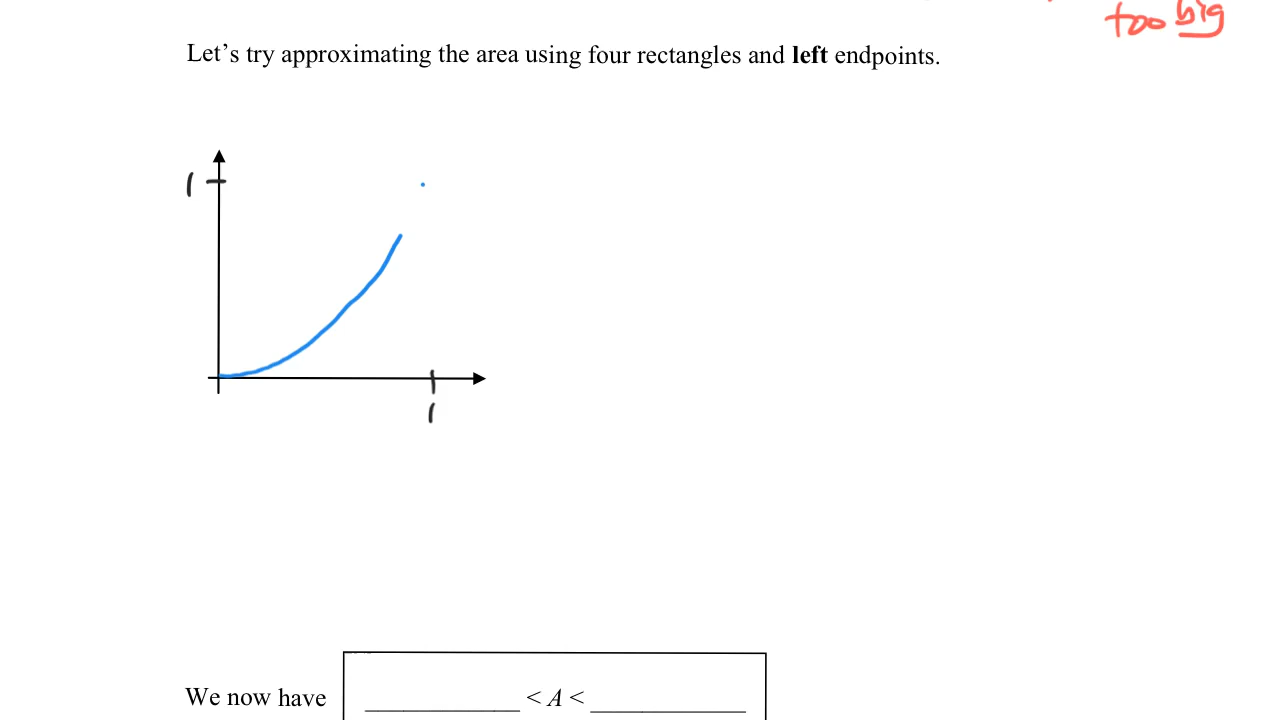 too big
Let's try approximating the area using four rectangles and left endpoints.
1
1
We now have ____________ < A < ____________